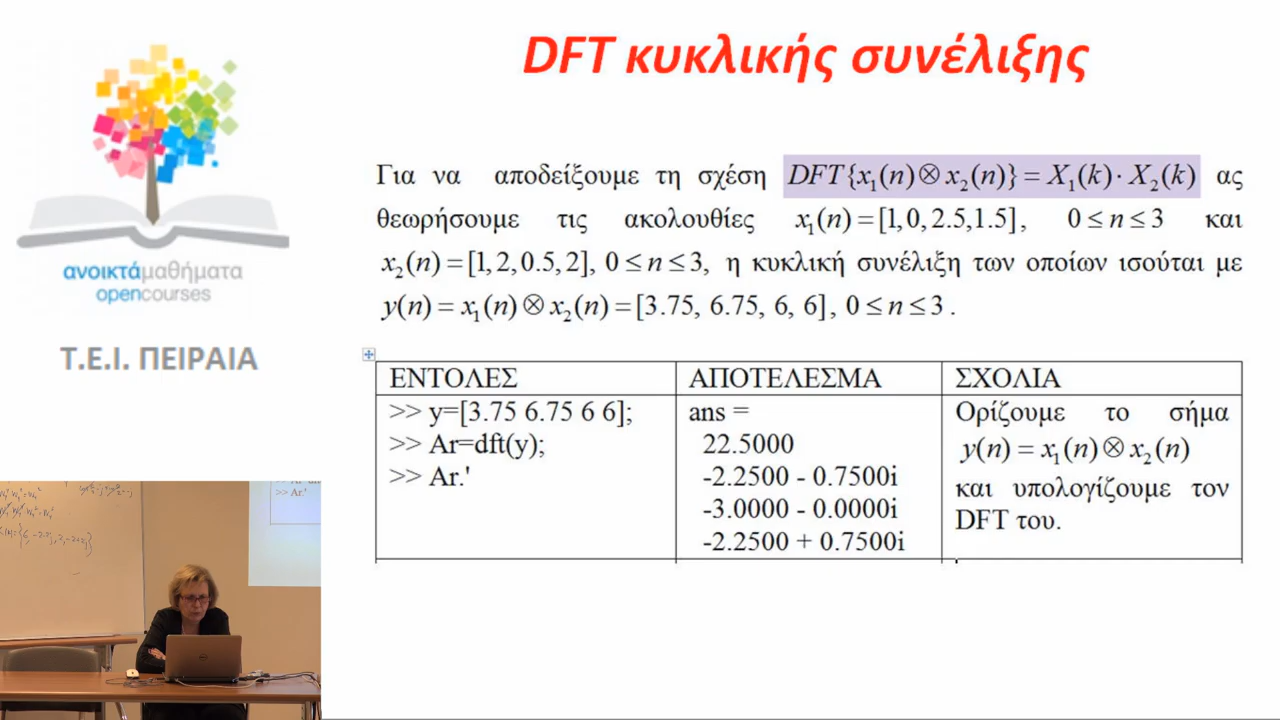 DFT κυκλικής συνέλιξης
ανοικτάμαθήματα
opencourses
Τ.Ε.Ι. ΠΕΙΡΑΙΑ
Για να αποδείξουμε τη σχέση DFT{x₁(n)⊗x₂(n)} = X₁(k)·X₂(k) ας
θεωρήσουμε τις ακολουθίες x₁(n) = [1,0,2.5,1.5], 0 ≤ n ≤ 3 και
x₂(n) = [1,2,0.5,2], 0 ≤ n ≤ 3, η κυκλική συνέλιξη των οποίων ισούται με
y(n) = x₁(n)⊗x₂(n) = [3.75, 6.75, 6, 6], 0 ≤ n ≤ 3 .
ΕΝΤΟΛΕΣ ΑΠΟΤΕΛΕΣΜΑ ΣΧΟΛΙΑ
>> y=[3.75 6.75 6 6];
>> Ar=dft(y);
>> Ar.'
ans =
22.5000
-2.2500 - 0.7500i
-3.0000 - 0.0000i
-2.2500 + 0.7500i
Ορίζουμε το σήμα
y(n) = x₁(n)⊗x₂(n)
και υπολογίζουμε τον
DFT του.
>> Ar.'